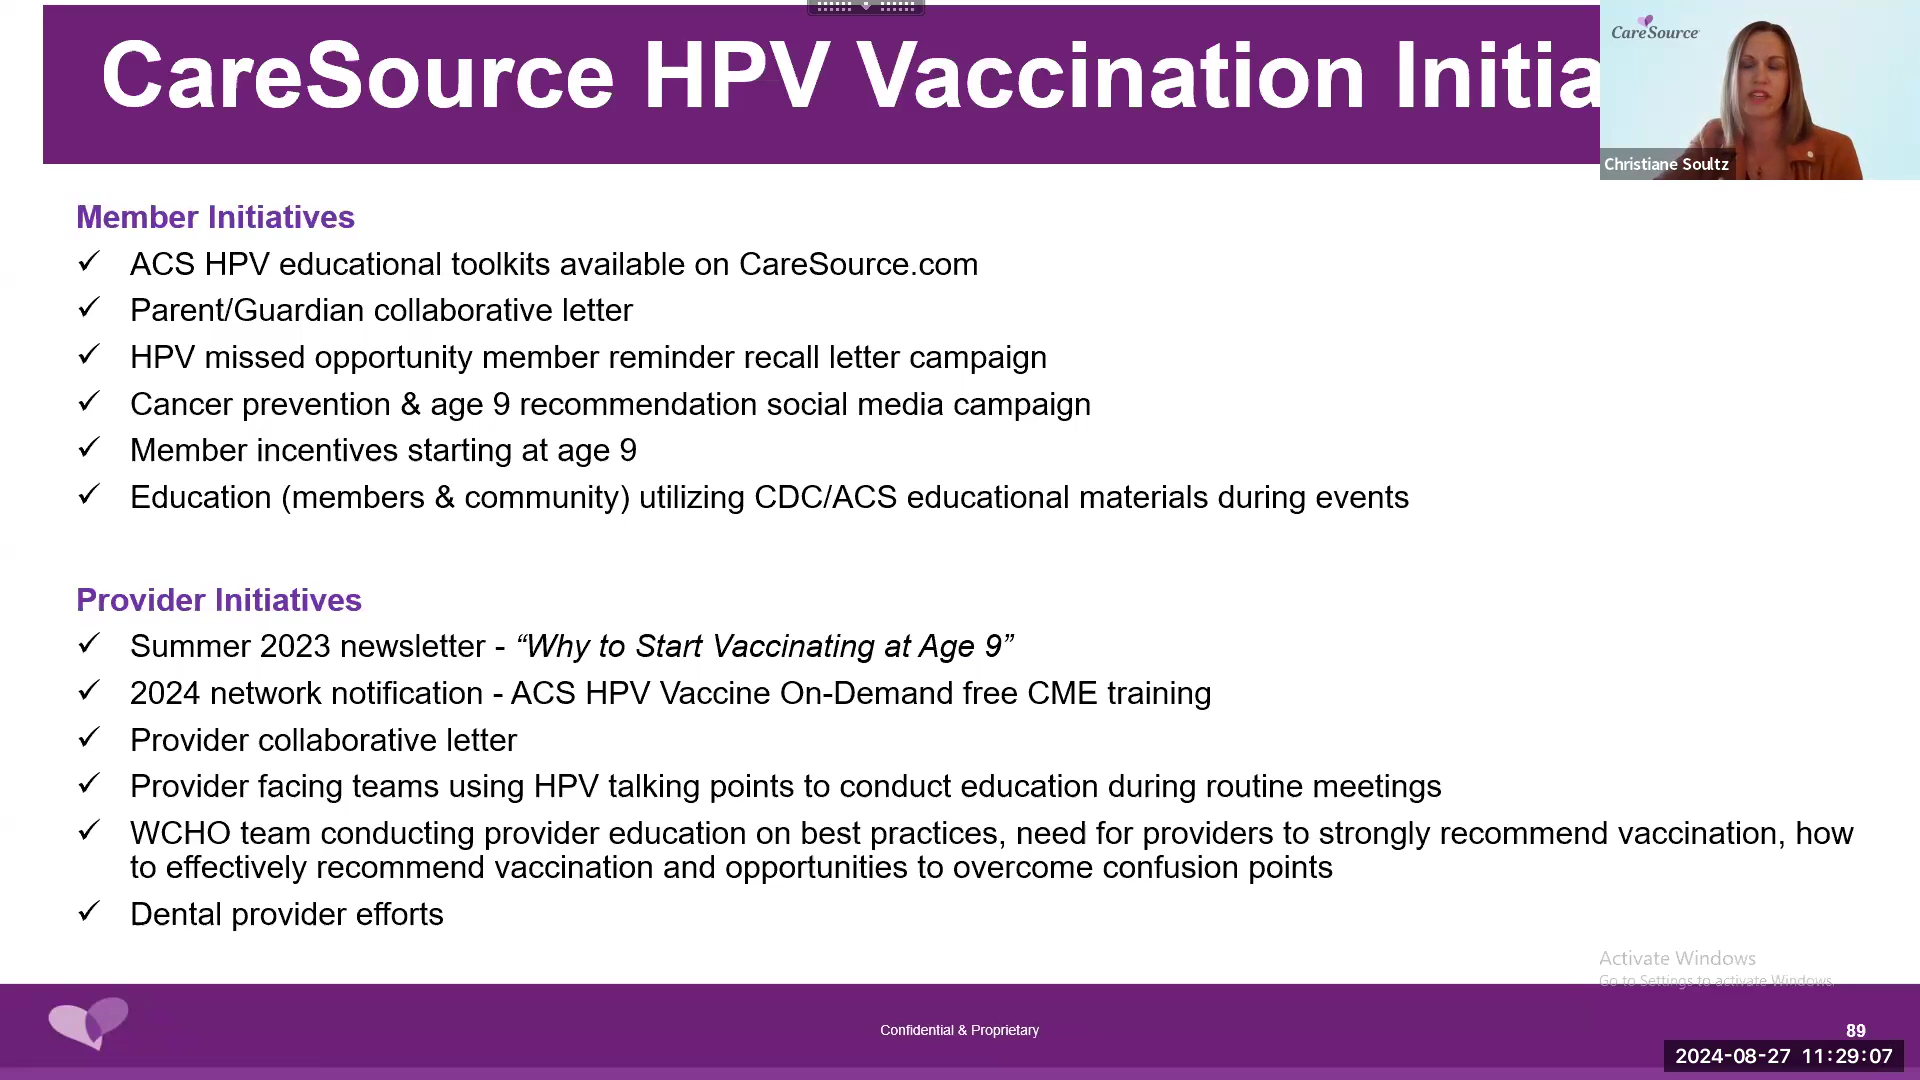 CareSource HPV Vaccination Initia
CareSource
Christiane Soultz
Member Initiatives
✓ ACS HPV educational toolkits available on CareSource.com
✓ Parent/Guardian collaborative letter
✓ HPV missed opportunity member reminder recall letter campaign
✓ Cancer prevention & age 9 recommendation social media campaign
✓ Member incentives starting at age 9
✓ Education (members & community) utilizing CDC/ACS educational materials during events
Provider Initiatives
✓ Summer 2023 newsletter - “Why to Start Vaccinating at Age 9”
✓ 2024 network notification - ACS HPV Vaccine On-Demand free CME training
✓ Provider collaborative letter
✓ Provider facing teams using HPV talking points to conduct education during routine meetings
✓ WCHO team conducting provider education on best practices, need for providers to strongly recommend vaccination, how
to effectively recommend vaccination and opportunities to overcome confusion points
✓ Dental provider efforts
Activate Windows
Go to Settings to activate Windows.
Confidential & Proprietary
89
2024-08-27 11:29:07